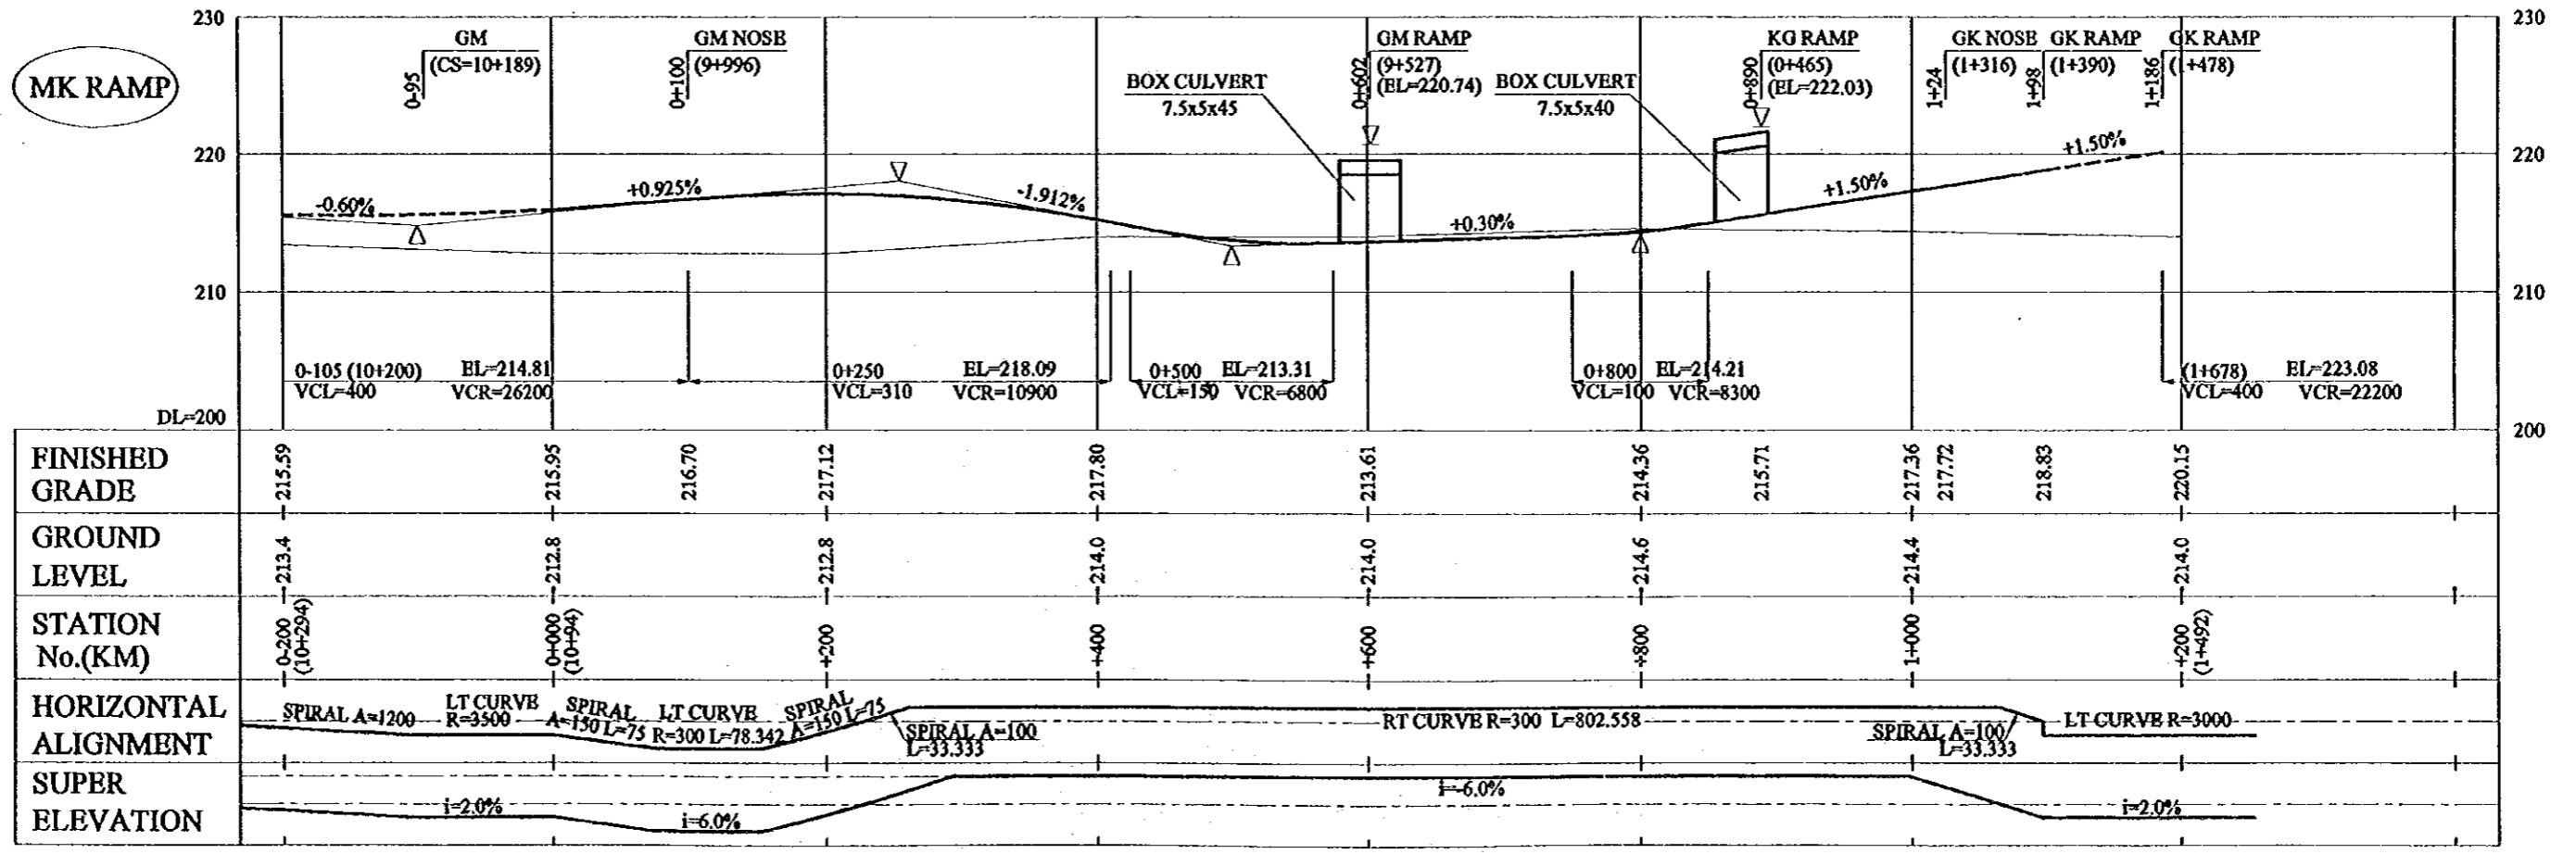 230
230
MK RAMP
0-95
GM
(CS=10+189)
0+100
GM NOSE
(9+996)
BOX CULVERT
7.5x5x45
0+602
GM RAMP
(9+527)
(EL=220.74)
BOX CULVERT
7.5x5x40
0+890
KG RAMP
(0+465)
(EL=222.03)
1+24
GK NOSE
(1+316)
1+98
GK RAMP
(1+390)
1+186
GK RAMP
(1+478)
220
220
-0.60%
+0.925%
-1.912%
+0.30%
+1.50%
+1.50%
210
210
0-105 (10+200) EL=214.81
VCL=400 VCR=26200
0+250 EL=218.09
VCL=310 VCR=10900
0+500 EL=213.31
VCL=150 VCR=6800
0+800 EL=214.21
VCL=100 VCR=8300
(1+678) EL=223.08
VCL=400 VCR=22200
DL=200
200
FINISHED
GRADE
215.59
215.95
216.70
217.12
217.80
213.61
214.36
215.71
217.36
217.72
218.83
220.15
GROUND
LEVEL
213.4
212.8
212.8
214.0
214.0
214.6
214.4
214.0
STATION
No.(KM)
0-200
(10+294)
0+000
(10+94)
+200
+400
+600
+800
1+000
+200
(1+492)
HORIZONTAL
ALIGNMENT
SPIRAL A=1200
LT CURVE
R=3500
SPIRAL
A=150 L=75
LT CURVE
R=300 L=78.342
SPIRAL
A=150 L=75
SPIRAL A=100
L=33.333
RT CURVE R=300 L=802.558
SPIRAL A=100
L=33.333
LT CURVE R=3000
SUPER
ELEVATION
i=2.0%
i=6.0%
i=-6.0%
i=2.0%